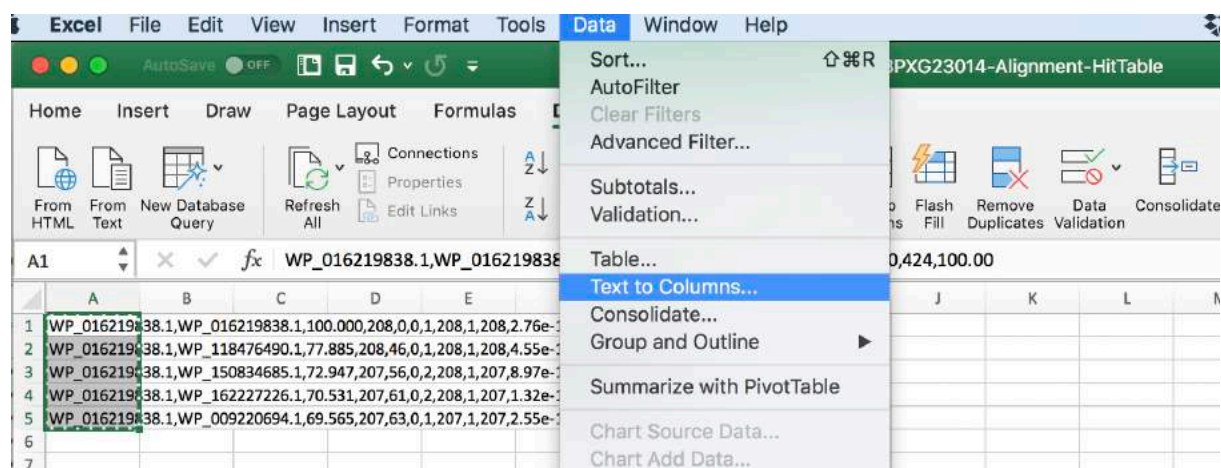 Excel File Edit View Insert Format Tools Data Window Help
AutoSave OFF
PXG23014-Alignment-HitTable
Home Insert Draw Page Layout Formulas
From HTML
From Text
New Database Query
Refresh All
Connections
Properties
Edit Links
Flash Fill
Remove Duplicates
Data Validation
Consolidate
Sort... ⇧⌘R
AutoFilter
Clear Filters
Advanced Filter...
Subtotals...
Validation...
Table...
Text to Columns...
Consolidate...
Group and Outline
Summarize with PivotTable
Chart Source Data...
Chart Add Data...
A1 fx WP_016219838.1,WP_016219838 0,424,100.00
A B C D E J K L
1 WP_016219838.1,WP_016219838.1,100.000,208,0,0,1,208,1,208,2.76e-
2 WP_016219838.1,WP_118476490.1,77.885,208,46,0,1,208,1,208,4.55e-
3 WP_016219838.1,WP_150834685.1,72.947,207,56,0,2,208,1,207,8.97e-
4 WP_016219838.1,WP_162227226.1,70.531,207,61,0,2,208,1,207,1.32e-
5 WP_016219838.1,WP_009220694.1,69.565,207,63,0,1,207,1,207,2.55e-
6
7